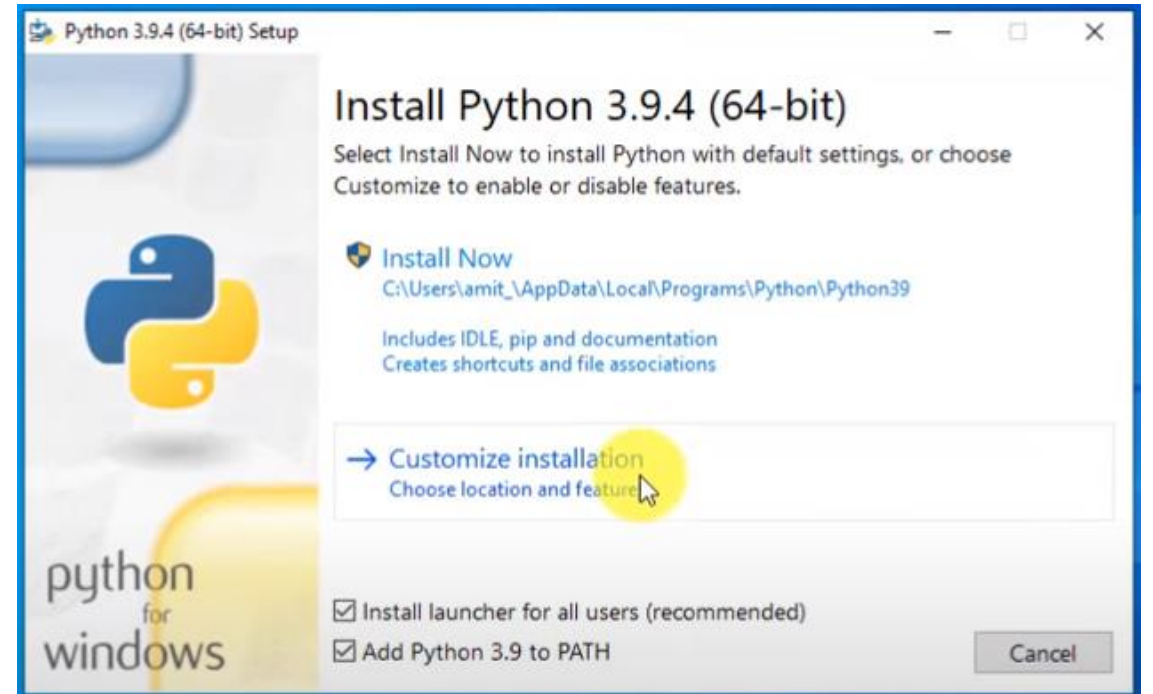 Python 3.9.4 (64-bit) Setup
Install Python 3.9.4 (64-bit)
Select Install Now to install Python with default settings, or choose
Customize to enable or disable features.
Install Now
C:\Users\amit_\AppData\Local\Programs\Python\Python39
Includes IDLE, pip and documentation
Creates shortcuts and file associations
Customize installation
Choose location and features
python
for
windows
Install launcher for all users (recommended)
Add Python 3.9 to PATH
Cancel